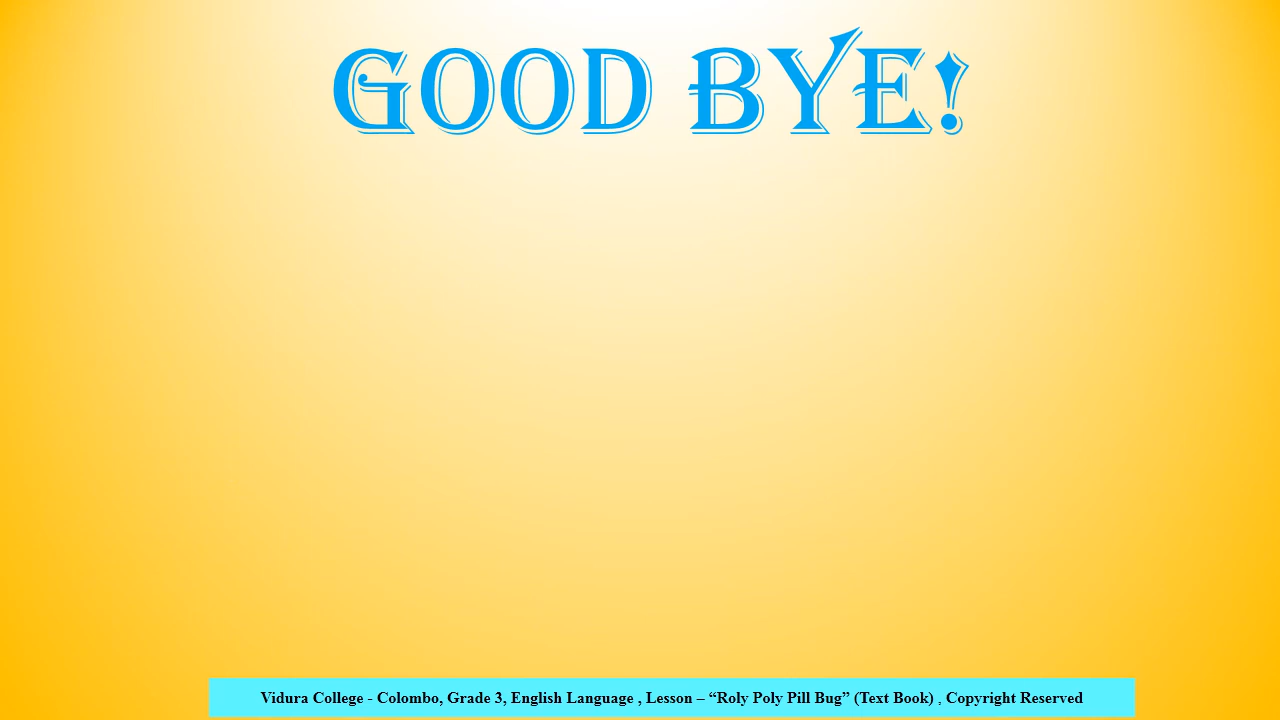 GOOD BYE!
Vidura College - Colombo, Grade 3, English Language , Lesson – “Roly Poly Pill Bug” (Text Book) , Copyright Reserved